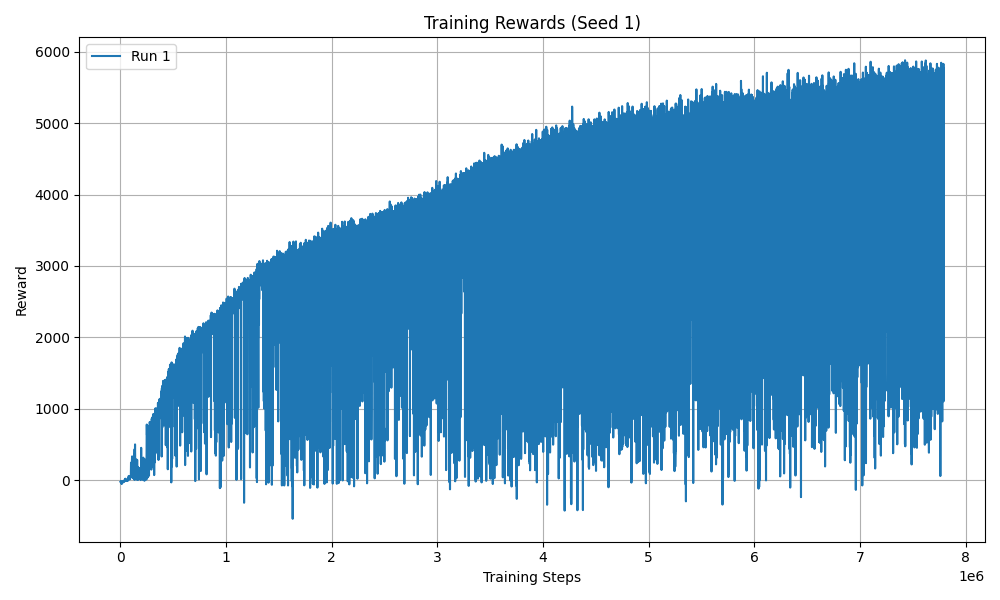 Training Rewards (Seed 1)
Run 1
Reward
6000
5000
4000
3000
2000
1000
0
0 1 2 3 4 5 6 7 8
1e6
Training Steps